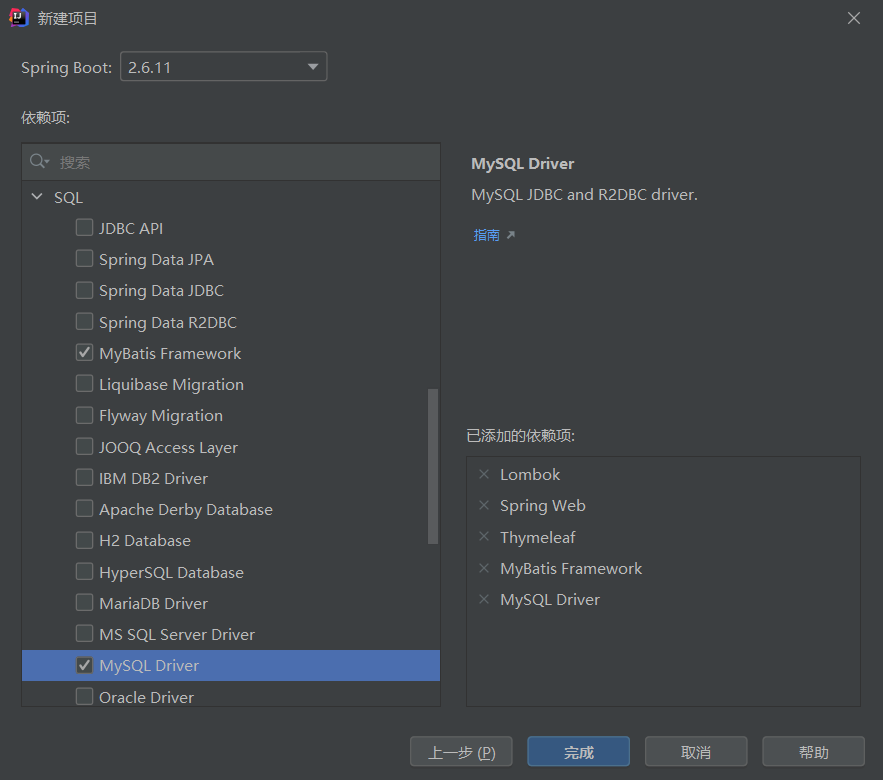 新建项目
Spring Boot: 2.6.11
依赖项:
搜索
SQL
JDBC API
Spring Data JPA
Spring Data JDBC
Spring Data R2DBC
MyBatis Framework
Liquibase Migration
Flyway Migration
JOOQ Access Layer
IBM DB2 Driver
Apache Derby Database
H2 Database
HyperSQL Database
MariaDB Driver
MS SQL Server Driver
MySQL Driver
Oracle Driver
MySQL Driver
MySQL JDBC and R2DBC driver.
指南
已添加的依赖项:
Lombok
Spring Web
Thymeleaf
MyBatis Framework
MySQL Driver
上一步 (P) 完成 取消 帮助